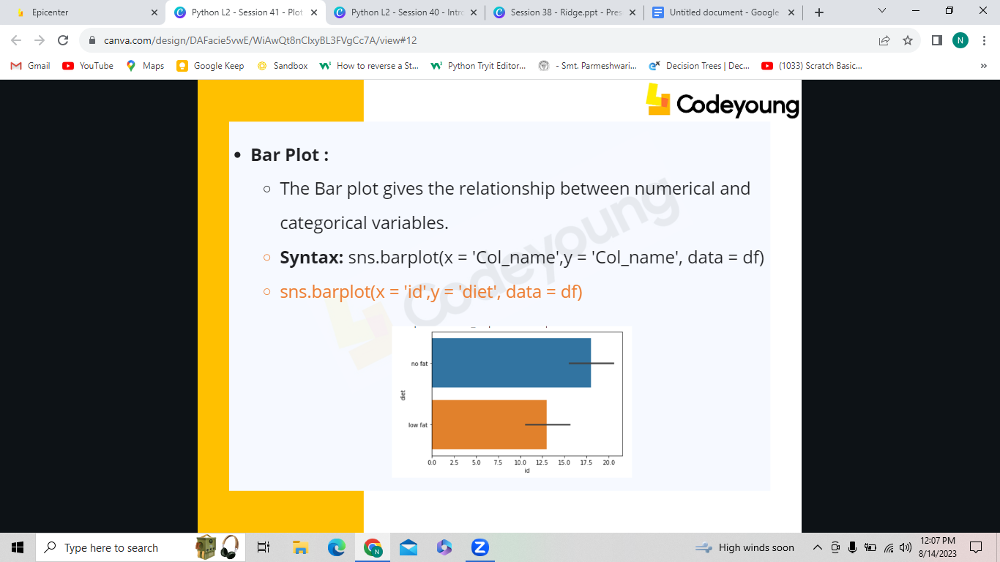 Epicenter
Python L2 - Session 41 - Plot
Python L2 - Session 40 - Intro
Session 38 - Ridge.ppt - Pres
Untitled document - Google
canva.com/design/DAFacie5vwE/WiAwQt8nClxyBL3FVgCc7A/view#12
N
Gmail
YouTube
Maps
Google Keep
Sandbox
How to reverse a St...
Python Tryit Editor...
- Smt. Parmeshwari...
Decision Trees | Dec...
(1033) Scratch Basic...
»
Codeyoung
• Bar Plot :
○ The Bar plot gives the relationship between numerical and
categorical variables.
○ Syntax: sns.barplot(x = 'Col_name',y = 'Col_name', data = df)
○ sns.barplot(x = 'id',y = 'diet', data = df)
Codeyoung
no fat
diet
low fat
0.0 2.5 5.0 7.5 10.0 12.5 15.0 17.5 20.0
id
Type here to search
High winds soon
12:07 PM
8/14/2023